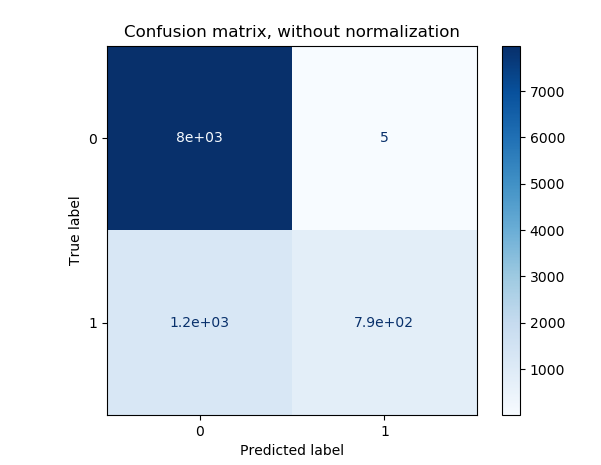 Confusion matrix, without normalization
True label
0
8e+03
5
1
1.2e+03
7.9e+02
0
1
Predicted label
7000
6000
5000
4000
3000
2000
1000